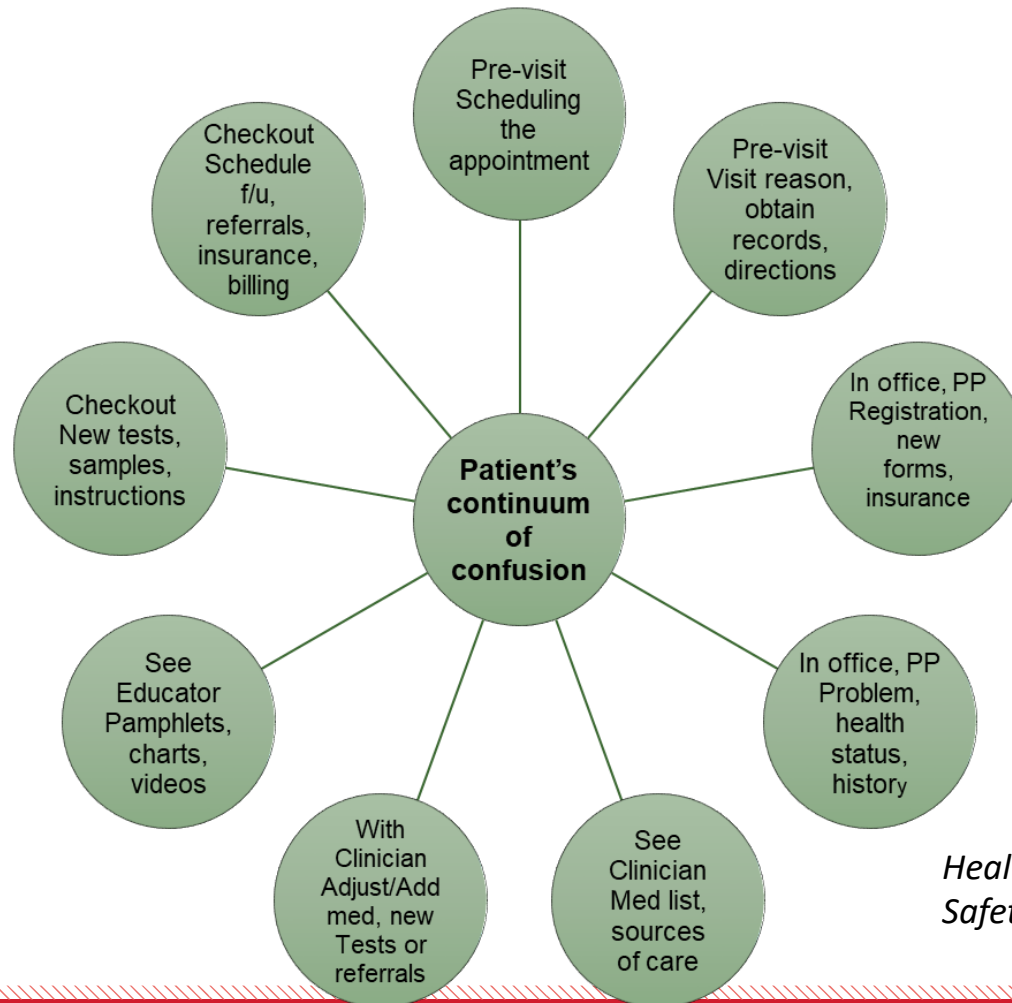 Pre-visit
Scheduling
the
appointment
Pre-visit
Visit reason,
obtain
records,
directions
In office, PP
Registration,
new
forms,
insurance
In office, PP
Problem,
health
status,
history
See
Clinician
Med list,
sources
of care
With
Clinician
Adjust/Add
med, new
Tests or
referrals
See
Educator
Pamphlets,
charts,
videos
Checkout
New tests,
samples,
instructions
Checkout
Schedule
f/u,
referrals,
insurance,
billing
Patient’s
continuum
of
confusion